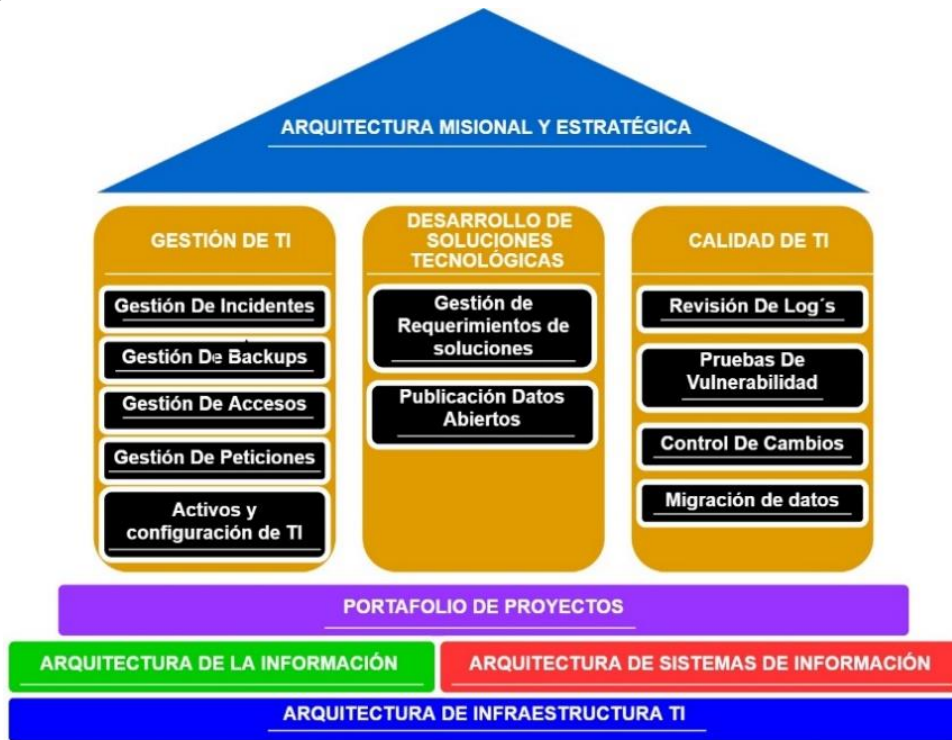 ARQUITECTURA MISIONAL Y ESTRATÉGICA
GESTIÓN DE TI
Gestión De Incidentes
Gestión De Backups
Gestión De Accesos
Gestión De Peticiones
Activos y
configuración de TI
DESARROLLO DE
SOLUCIONES
TECNOLÓGICAS
Gestión de
Requerimientos de
soluciones
Publicación Datos
Abiertos
CALIDAD DE TI
Revisión De Log´s
Pruebas De
Vulnerabilidad
Control De Cambios
Migración de datos
PORTAFOLIO DE PROYECTOS
ARQUITECTURA DE LA INFORMACIÓN
ARQUITECTURA DE SISTEMAS DE INFORMACIÓN
ARQUITECTURA DE INFRAESTRUCTURA TI